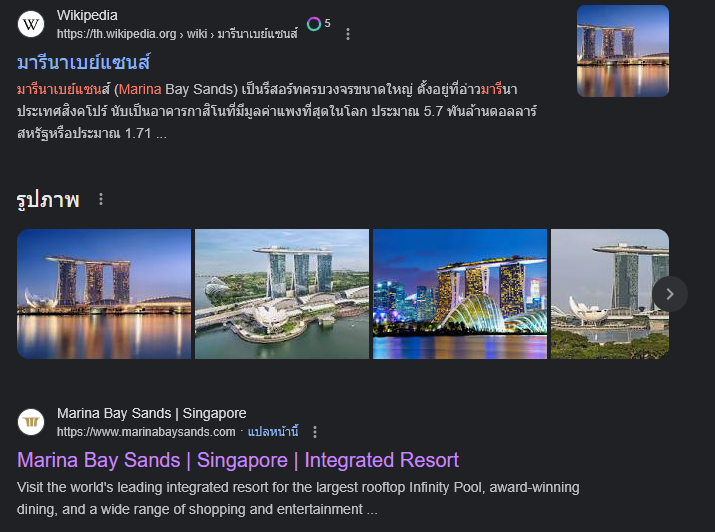 Wikipedia
https://th.wikipedia.org › wiki › มารีนาเบย์แซนส์
5
มารีนาเบย์แซนส์
มารีนาเบย์แซนส์ (Marina Bay Sands) เป็นรีสอร์ทครบวงจรขนาดใหญ่ ตั้งอยู่ที่อ่าวมารีนา
ประเทศสิงคโปร์ นับเป็นอาคารกาสิโนที่มีมูลค่าแพงที่สุดในโลก ประมาณ 5.7 พันล้านดอลลาร์
สหรัฐหรือประมาณ 1.71 ...
รูปภาพ
Marina Bay Sands | Singapore
https://www.marinabaysands.com · แปลหน้านี้
Marina Bay Sands | Singapore | Integrated Resort
Visit the world's leading integrated resort for the largest rooftop Infinity Pool, award-winning
dining, and a wide range of shopping and entertainment ...